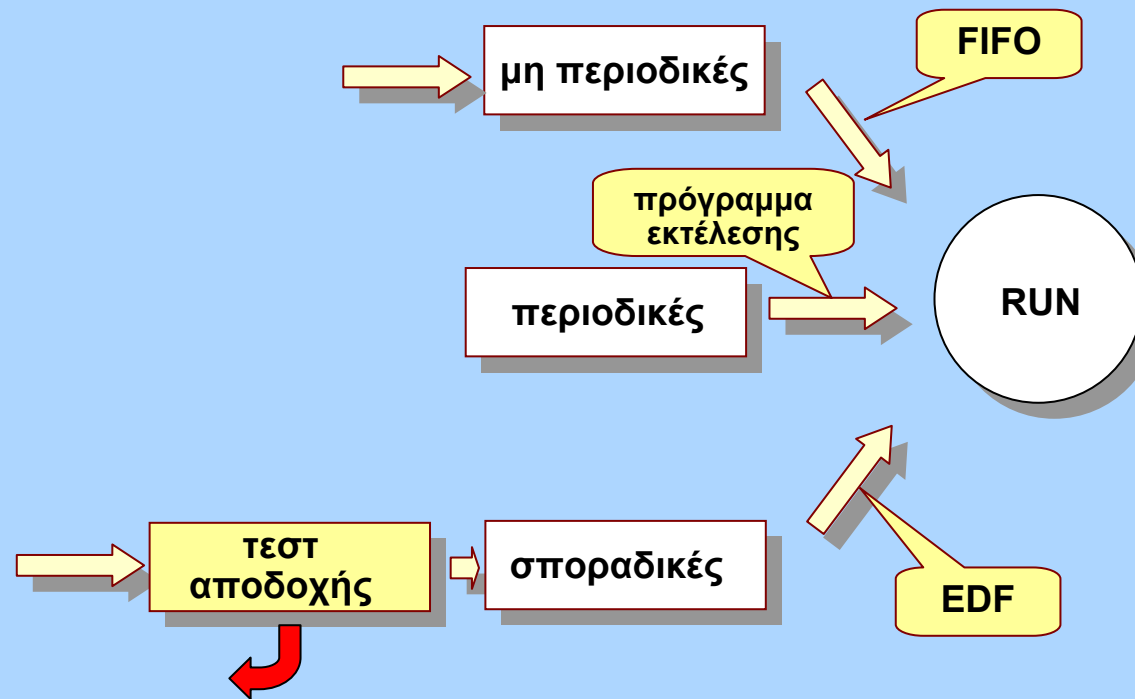 FIFO
μη περιοδικές
πρόγραμμα
εκτέλεσης
περιοδικές
RUN
τεστ
αποδοχής
σποραδικές
EDF